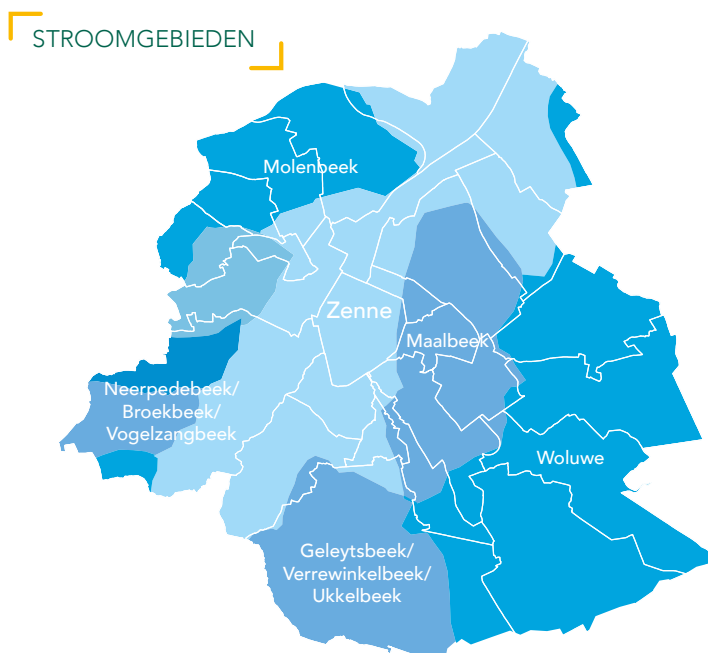 STROOMGEBIEDEN
Molenbeek
Zenne
Maalbeek
Neerpedebeek/
Broekbeek/
Vogelzangbeek
Woluwe
Geleytsbeek/
Verrewinkelbeek/
Ukkelbeek